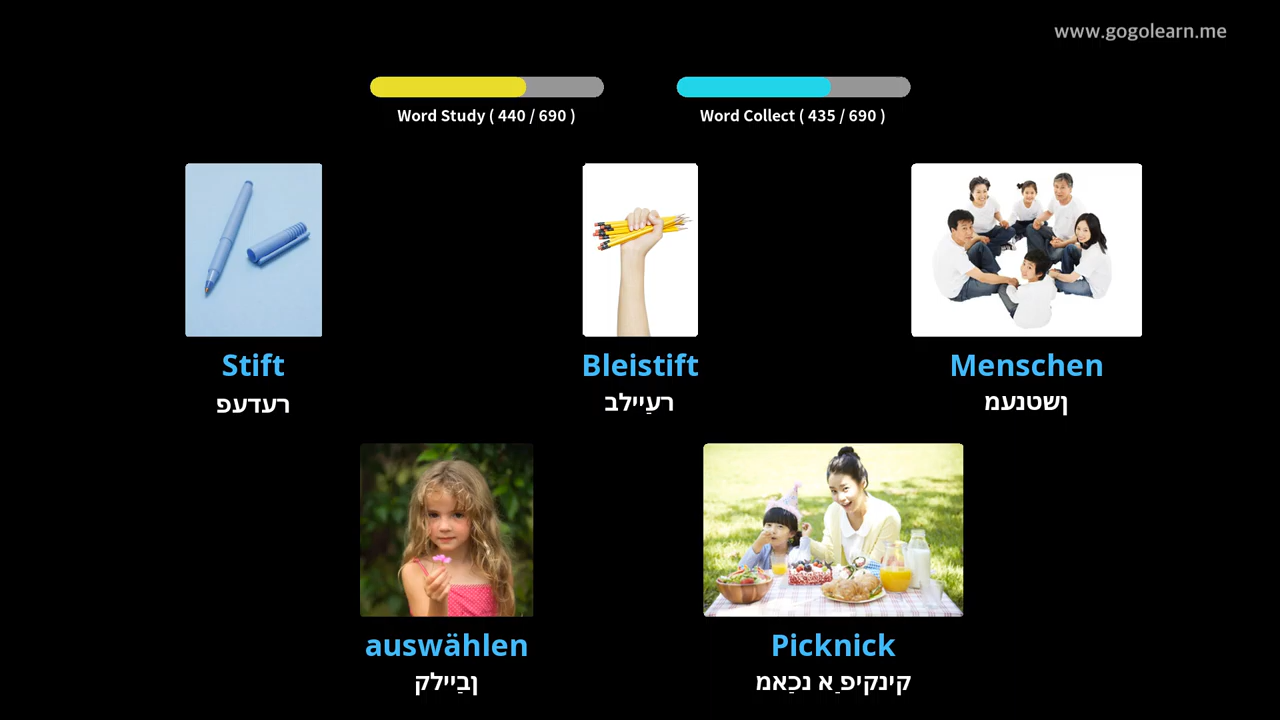 www.gogolearn.me
Word Study ( 440 / 690 )
Word Collect ( 435 / 690 )
Stift
פעדער
Bleistift
בלייַער
Menschen
מענטשן
auswählen
קלייַבן
Picknick
מאַכנ אַ פיקניק